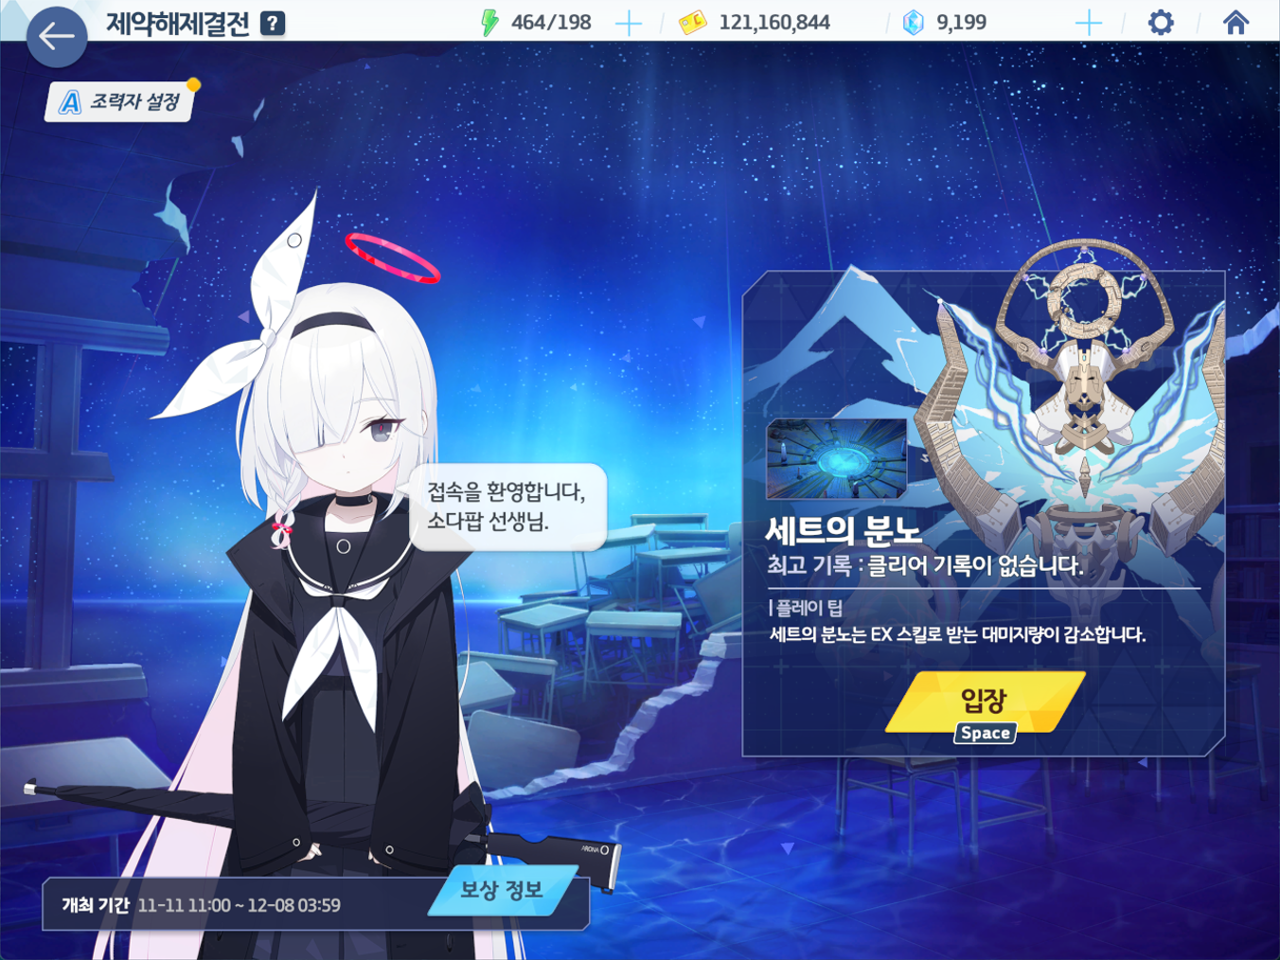 제약해제결전 ?
464/198
121,160,844
9,199
A 조력자 설정
접속을 환영합니다,
소다팝 선생님.
세트의 분노
최고 기록 : 클리어 기록이 없습니다.
플레이 팁
세트의 분노는 EX 스킬로 받는 대미지량이 감소합니다.
입장
Space
ARONA
보상 정보
개최 기간 11-11 11:00 ~ 12-08 03:59